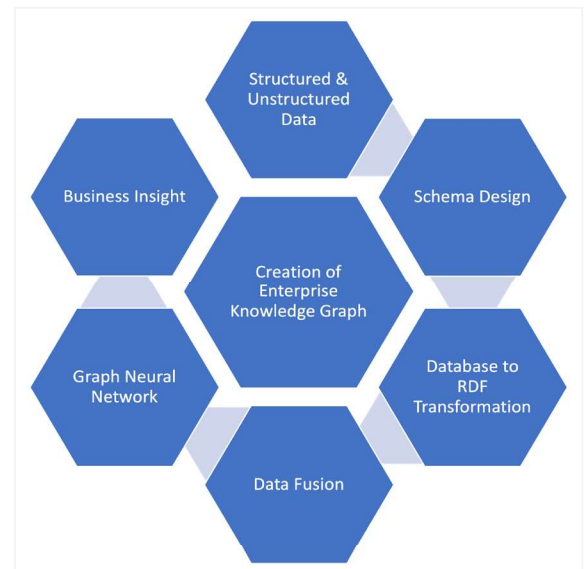 Structured &
Unstructured
Data
Business Insight
Schema Design
Creation of
Enterprise
Knowledge Graph
Graph Neural
Network
Database to
RDF
Transformation
Data Fusion